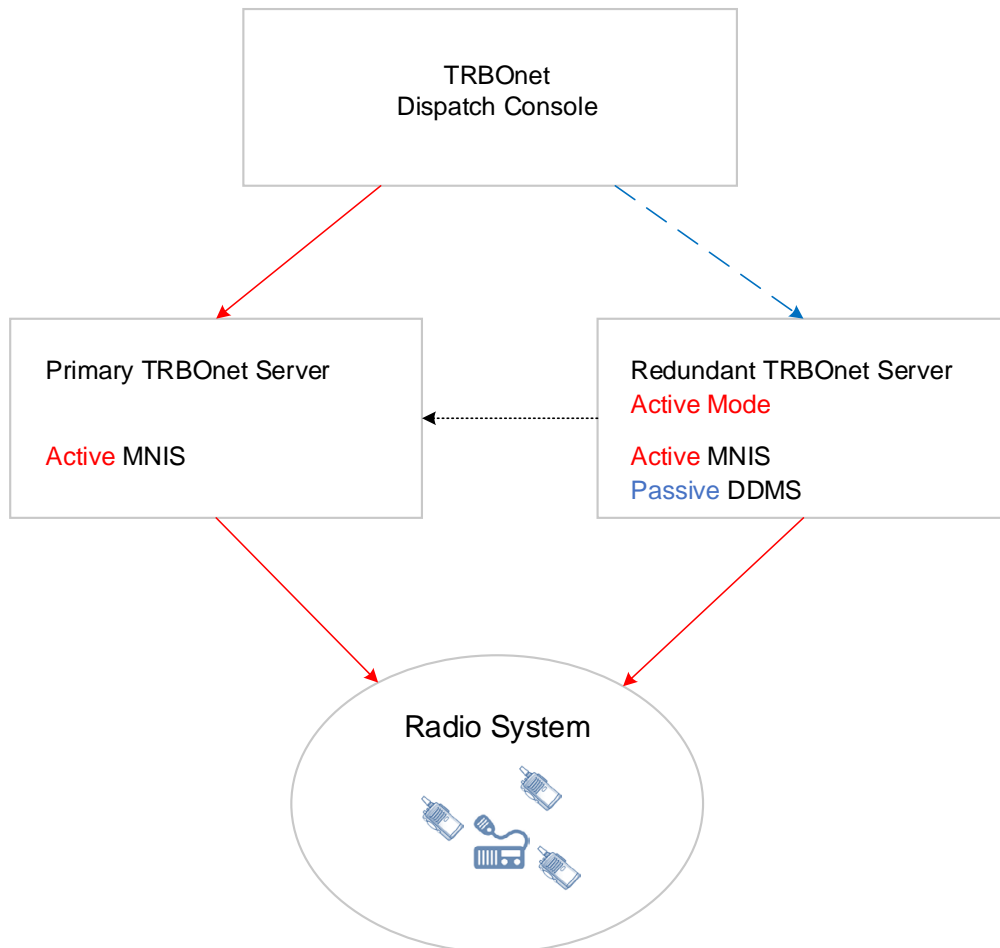 TRBOnet
Dispatch Console
Primary TRBOnet Server
Active MNIS
Redundant TRBOnet Server
Active Mode
Active MNIS
Passive DDMS
Radio System